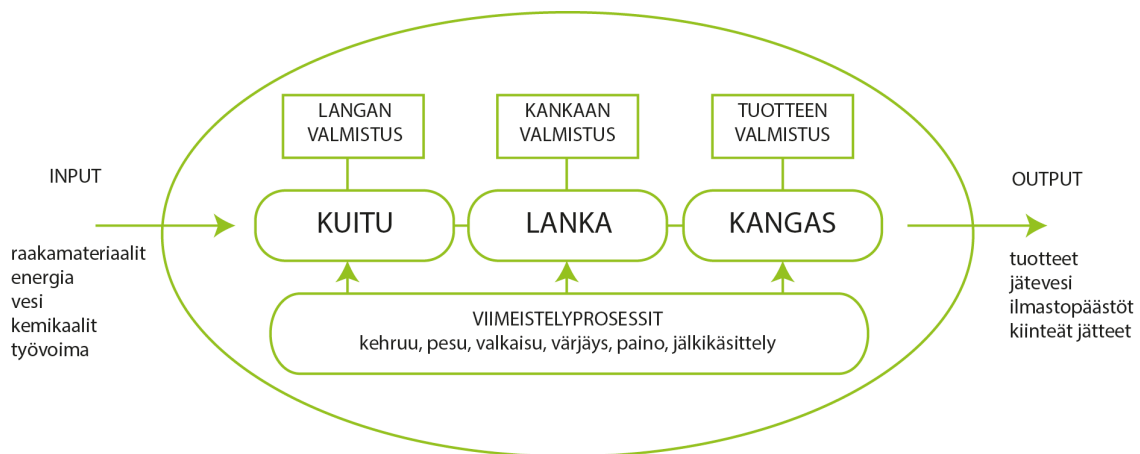 LANGAN
VALMISTUS
KANKAAN
VALMISTUS
TUOTTEEN
VALMISTUS
INPUT
OUTPUT
KUITU
LANKA
KANGAS
raakamateriaalit
energia
vesi
kemikaalit
työvoima
tuotteet
jätevesi
ilmastopäästöt
kiinteät jätteet
VIIMEISTELYPROSESSIT
kehruu, pesu, valkaisu, värjäys, paino, jälkikäsittely